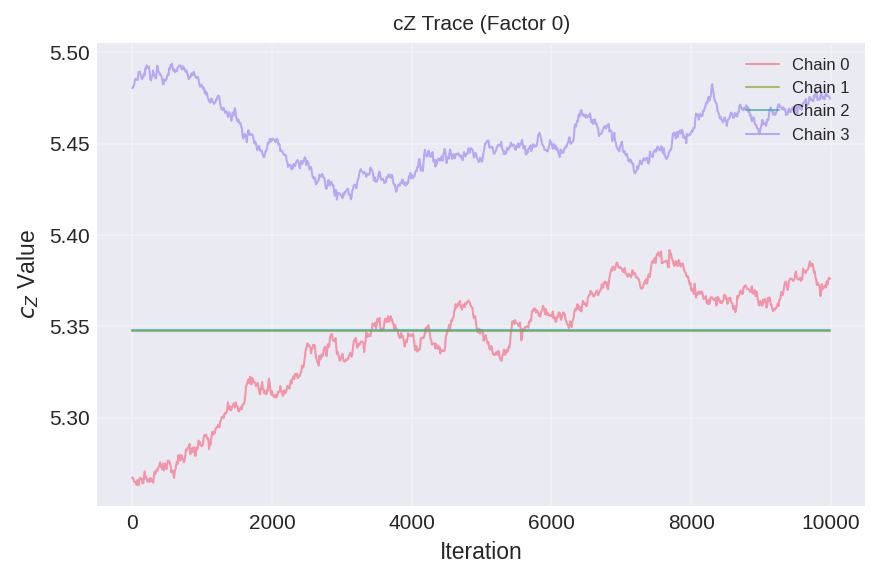 cZ Trace (Factor 0)
5.50
5.45
5.40
5.35
5.30
c_Z Value
Chain 0
Chain 1
Chain 2
Chain 3
0
2000
4000
6000
8000
10000
Iteration